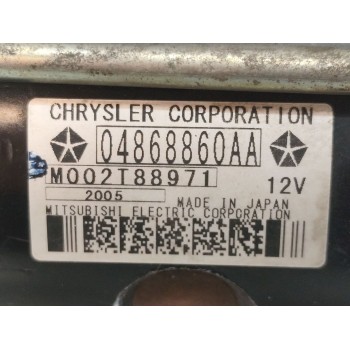 CHRYSLER CORPORATION
04868860AA
M002T88971 12V
2005 MADE IN JAPAN
MITSUBISHI ELECTRIC CORPORATION